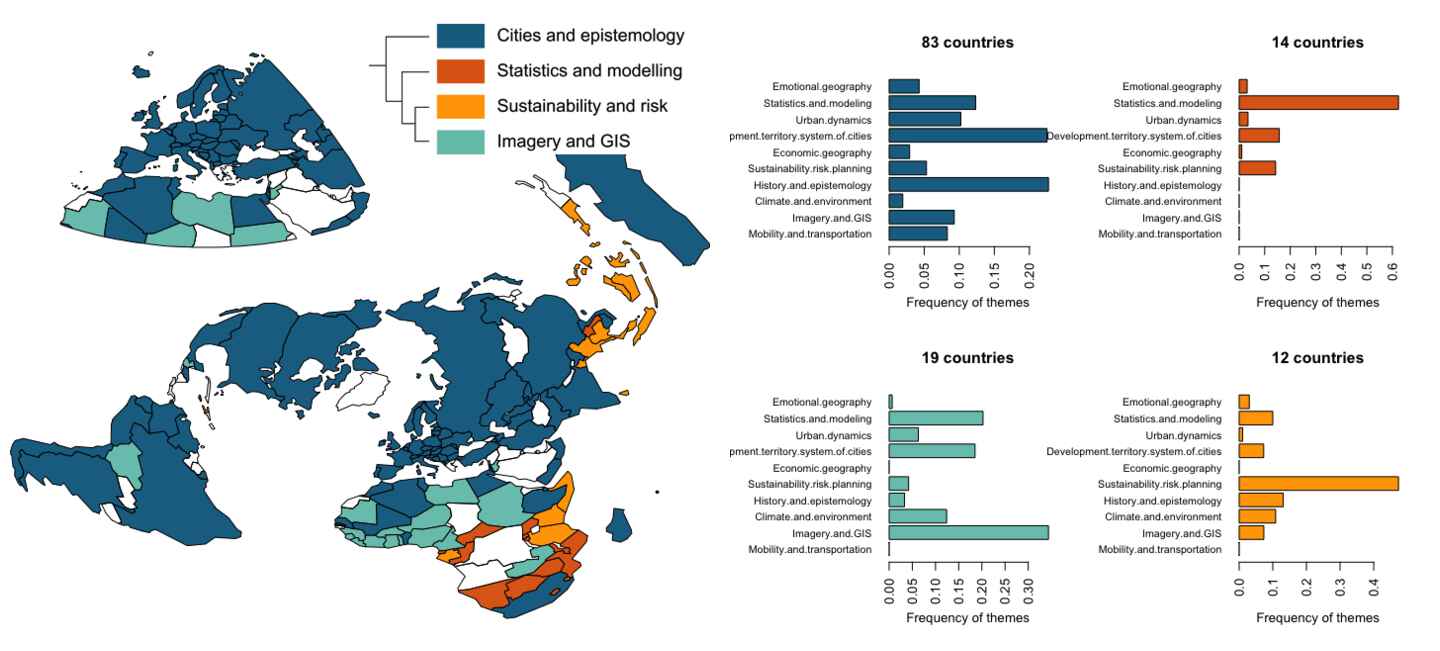 Cities and epistemology
Statistics and modelling
Sustainability and risk
Imagery and GIS
83 countries
Emotional.geography
Statistics.and.modeling
Urban.dynamics
pment.territory.system.of.cities
Economic.geography
Sustainability.risk.planning
History.and.epistemology
Climate.and.environment
Imagery.and.GIS
Mobility.and.transportation
0.00
0.05
0.10
0.15
0.20
Frequency of themes
14 countries
Emotional.geography
Statistics.and.modeling
Urban.dynamics
Development.territory.system.of.cities
Economic.geography
Sustainability.risk.planning
History.and.epistemology
Climate.and.environment
Imagery.and.GIS
Mobility.and.transportation
0.0
0.1
0.2
0.3
0.4
0.5
0.6
Frequency of themes
19 countries
Emotional.geography
Statistics.and.modeling
Urban.dynamics
pment.territory.system.of.cities
Economic.geography
Sustainability.risk.planning
History.and.epistemology
Climate.and.environment
Imagery.and.GIS
Mobility.and.transportation
0.00
0.05
0.10
0.15
0.20
0.25
0.30
Frequency of themes
12 countries
Emotional.geography
Statistics.and.modeling
Urban.dynamics
Development.territory.system.of.cities
Economic.geography
Sustainability.risk.planning
History.and.epistemology
Climate.and.environment
Imagery.and.GIS
Mobility.and.transportation
0.0
0.1
0.2
0.3
0.4
Frequency of themes